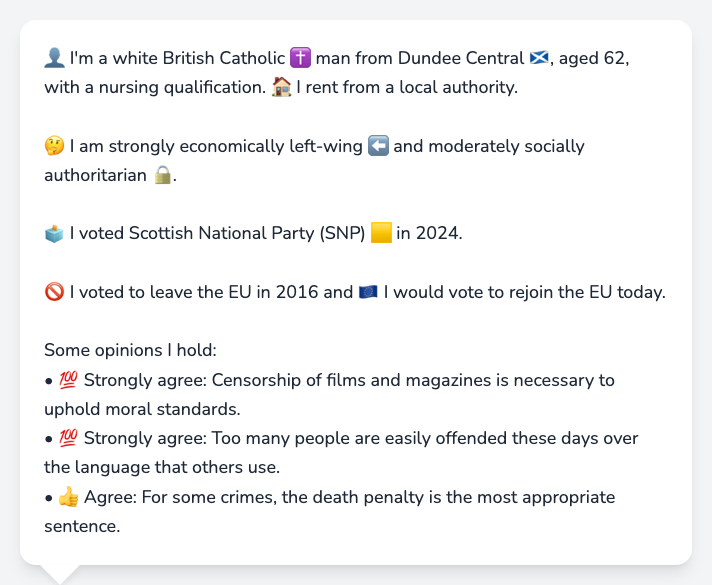 👤 I'm a white British Catholic ✝️ man from Dundee Central 🏴󠁧󠁢󠁳󠁣󠁴󠁿, aged 62,
with a nursing qualification. 🏠 I rent from a local authority.
🤔 I am strongly economically left-wing ⬅️ and moderately socially
authoritarian 🔒.
🗳️ I voted Scottish National Party (SNP) 🟨 in 2024.
🚫 I voted to leave the EU in 2016 and 🇪🇺 I would vote to rejoin the EU today.
Some opinions I hold:
• 💯 Strongly agree: Censorship of films and magazines is necessary to
uphold moral standards.
• 💯 Strongly agree: Too many people are easily offended these days over
the language that others use.
• 👍 Agree: For some crimes, the death penalty is the most appropriate
sentence.